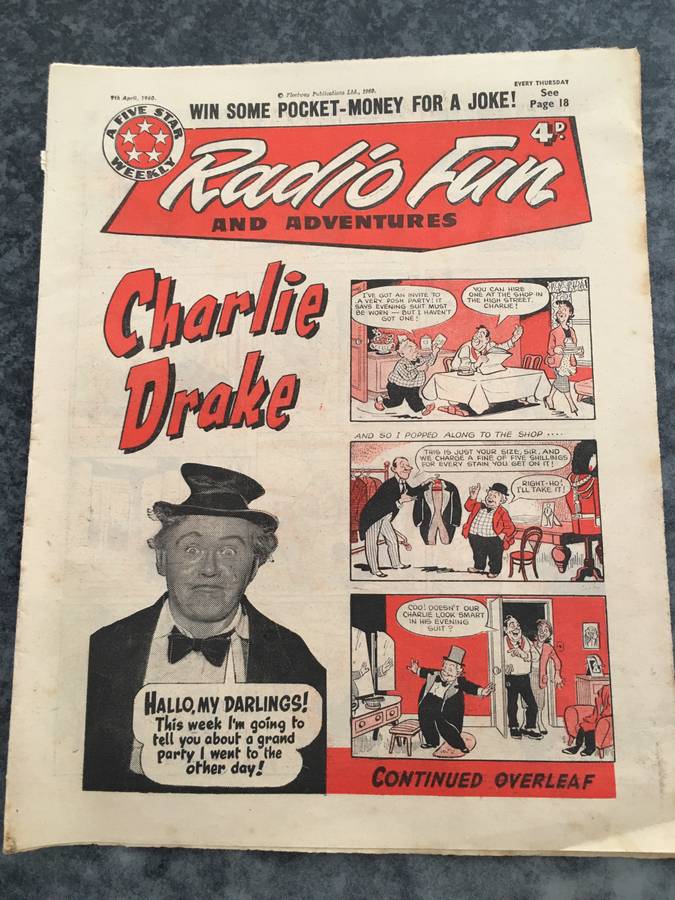 9th April, 1960.
© Fleetway Publications Ltd., 1960.
EVERY THURSDAY
WIN SOME POCKET-MONEY FOR A JOKE!
See
Page 18
A FIVE STAR
WEEKLY
4D.
Radio Fun
AND ADVENTURES
Charlie
Drake
I'VE GOT AN INVITE TO
A VERY POSH PARTY! IT
SAYS EVENING SUIT MUST
BE WORN — BUT I HAVEN'T
GOT ONE!
YOU CAN HIRE
ONE AT THE SHOP IN
THE HIGH STREET,
CHARLIE!
AND SO I POPPED ALONG TO THE SHOP ....
THIS IS JUST YOUR SIZE, SIR, AND
WE CHARGE A FINE OF FIVE SHILLINGS
FOR EVERY STAIN YOU GET ON IT!
RIGHT-HO!
I'LL TAKE IT!
COO! DOESN'T OUR
CHARLIE LOOK SMART
IN HIS EVENING
SUIT?
HALLO, MY DARLINGS!
This week I'm going to
tell you about a grand
party I went to the
other day!
CONTINUED OVERLEAF